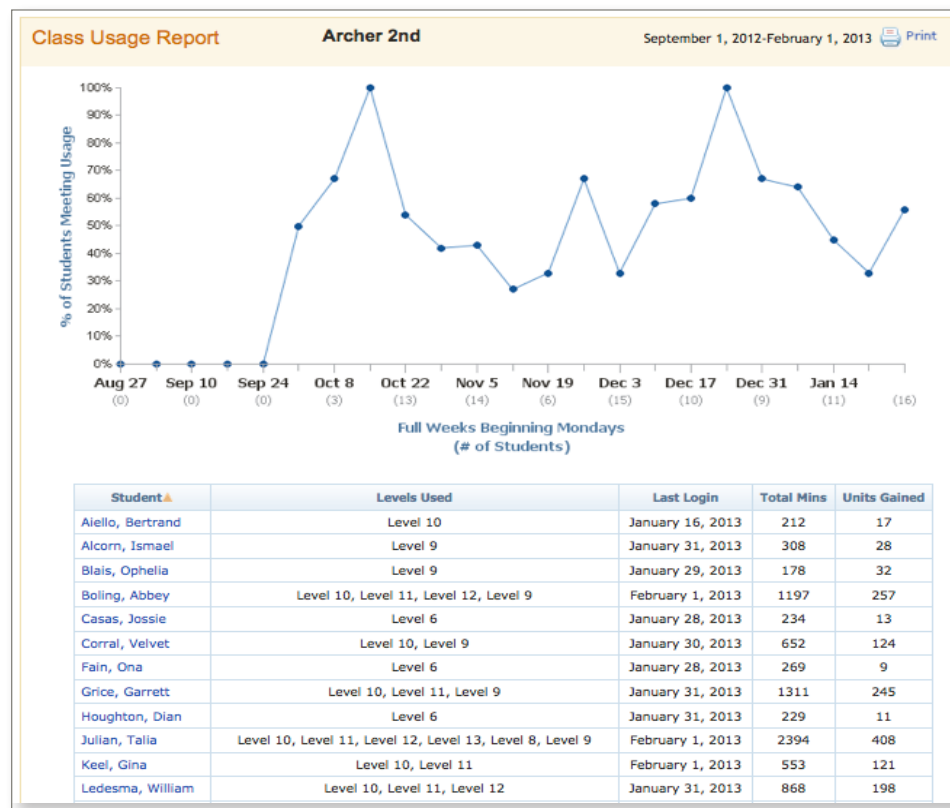 Class Usage Report Archer 2nd September 1, 2012-February 1, 2013 Print
100%
90%
80%
70%
60%
50%
40%
30%
20%
10%
0%
% of Students Meeting Usage
Aug 27 Sep 10 Sep 24 Oct 8 Oct 22 Nov 5 Nov 19 Dec 3 Dec 17 Dec 31 Jan 14
(0) (0) (0) (3) (13) (14) (6) (15) (10) (9) (11) (16)
Full Weeks Beginning Mondays
(# of Students)
Student Levels Used Last Login Total Mins Units Gained
Aiello, Bertrand Level 10 January 16, 2013 212 17
Alcorn, Ismael Level 9 January 31, 2013 308 28
Blais, Ophelia Level 9 January 29, 2013 178 32
Boling, Abbey Level 10, Level 11, Level 12, Level 9 February 1, 2013 1197 257
Casas, Jossie Level 6 January 28, 2013 234 13
Corral, Velvet Level 10, Level 9 January 30, 2013 652 124
Fain, Ona Level 6 January 28, 2013 269 9
Grice, Garrett Level 10, Level 11, Level 9 January 31, 2013 1311 245
Houghton, Dian Level 6 January 31, 2013 229 11
Julian, Talia Level 10, Level 11, Level 12, Level 13, Level 8, Level 9 February 1, 2013 2394 408
Keel, Gina Level 10, Level 11 February 1, 2013 553 121
Ledesma, William Level 10, Level 11, Level 12 January 31, 2013 868 198